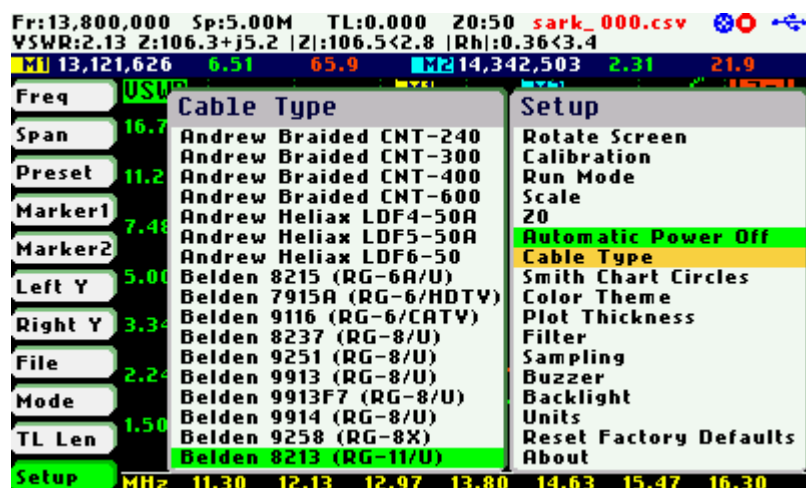 Fr:13,800,000 Sp:5.00M TL:0.000 Z0:50 sark_000.csv
VSWR:2.13 Z:106.3+j5.2 |Z|:106.5<2.8 |Rh|:0.36<3.4
M1 13,121,626 6.51 65.9 M2 14,342,503 2.31 21.9
Freq
Span
Preset
Marker1
Marker2
Left Y
Right Y
File
Mode
TL Len
Setup
16.7
11.2
7.48
5.00
3.34
2.24
1.50
Cable Type
Andrew Braided CNT-240
Andrew Braided CNT-300
Andrew Braided CNT-400
Andrew Braided CNT-600
Andrew Heliax LDF4-50A
Andrew Heliax LDF5-50A
Andrew Heliax LDF6-50
Belden 8215 (RG-6A/U)
Belden 7915A (RG-6/HDTV)
Belden 9116 (RG-6/CATV)
Belden 8237 (RG-8/U)
Belden 9251 (RG-8/U)
Belden 9913 (RG-8/U)
Belden 9913F7 (RG-8/U)
Belden 9914 (RG-8/U)
Belden 9258 (RG-8X)
Belden 8213 (RG-11/U)
Setup
Rotate Screen
Calibration
Run Mode
Scale
Z0
Automatic Power Off
Cable Type
Smith Chart Circles
Color Theme
Plot Thickness
Filter
Sampling
Buzzer
Backlight
Units
Reset Factory Defaults
About
MHz 11.30 12.13 12.97 13.80 14.63 15.47 16.30